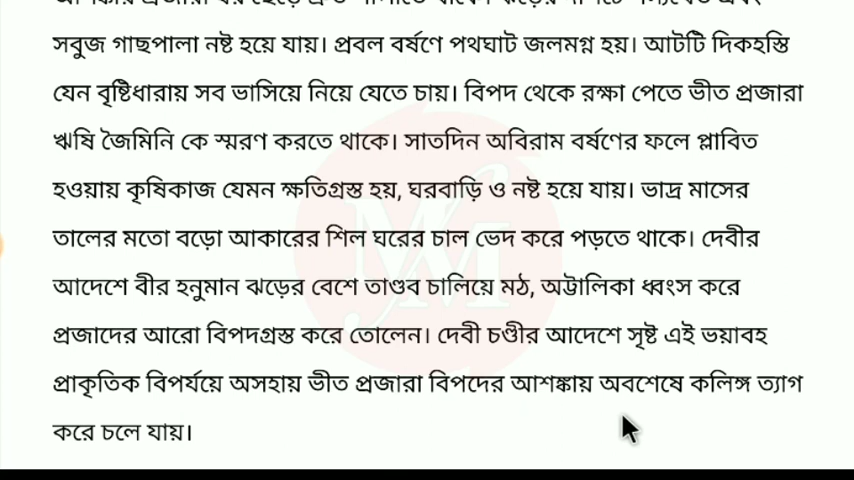 সবুজ গাছপালা নষ্ট হয়ে যায়। প্রবল বর্ষণে পথঘাট জলমগ্ন হয়। আটটি দিকহস্তি
যেন বৃষ্টিধারায় সব ভাসিয়ে নিয়ে যেতে চায়। বিপদ থেকে রক্ষা পেতে ভীত প্রজারা
ঋষি জৈমিনি কে স্মরণ করতে থাকে। সাতদিন অবিরাম বর্ষণের ফলে প্লাবিত
হওয়ায় কৃষিকাজ যেমন ক্ষতিগ্রস্ত হয়, ঘরবাড়ি ও নষ্ট হয়ে যায়। ভাদ্র মাসের
তালের মতো বড়ো আকারের শিল ঘরের চাল ভেদ করে পড়তে থাকে। দেবীর
আদেশে বীর হনুমান ঝড়ের বেশে তাণ্ডব চালিয়ে মঠ, অট্টালিকা ধ্বংস করে
প্রজাদের আরো বিপদগ্রস্ত করে তোলেন। দেবী চণ্ডীর আদেশে সৃষ্ট এই ভয়াবহ
প্রাকৃতিক বিপর্যয়ে অসহায় ভীত প্রজারা বিপদের আশঙ্কায় অবশেষে কলিঙ্গ ত্যাগ
করে চলে যায়।